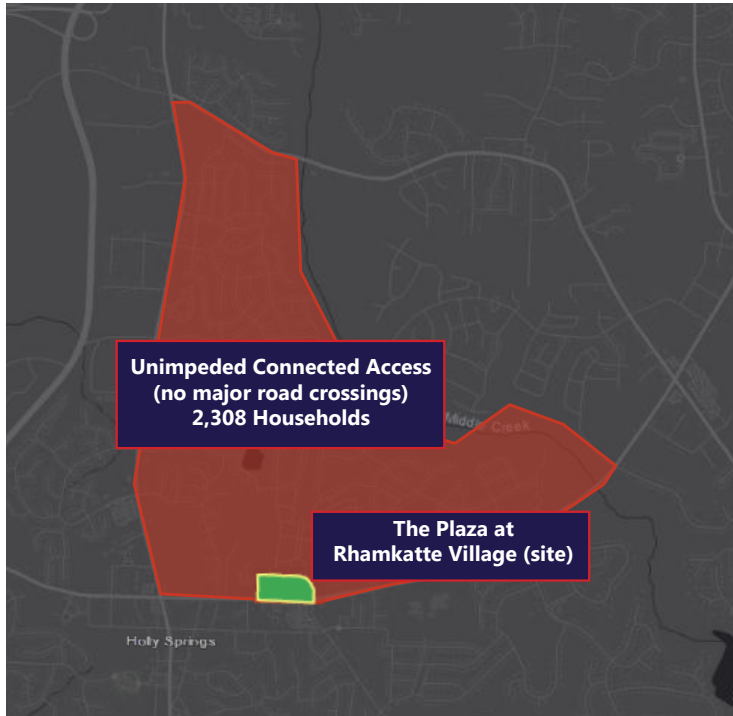 Unimpeded Connected Access
(no major road crossings)
2,308 Households
Middle Creek
The Plaza at
Rhamkatte Village (site)
Holly Springs